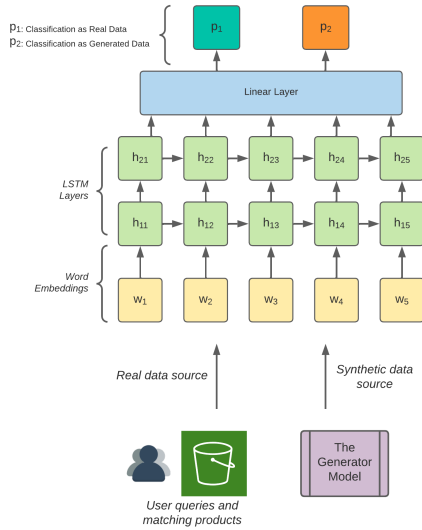 p1: Classification as Real Data
p2: Classification as Generated Data
p1
p2
Linear Layer
h21
h22
h23
h24
h25
LSTM
Layers
h11
h12
h13
h14
h15
Word
Embeddings
w1
w2
w3
w4
w5
Real data source
Synthetic data
source
The
Generator
Model
User queries and
matching products